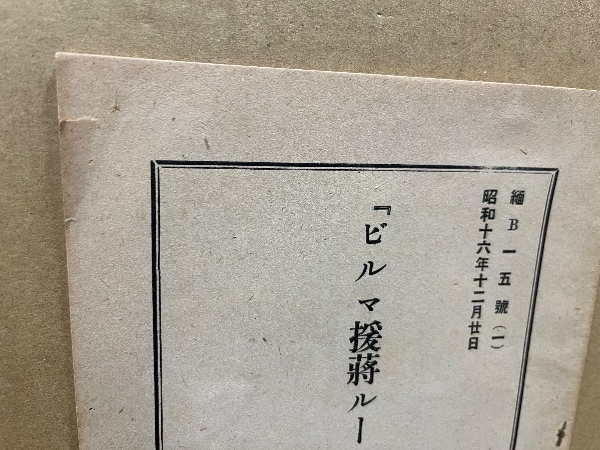 緬B一五號(一)
昭和十六年十二月廿日
『ビルマ援蔣ルー